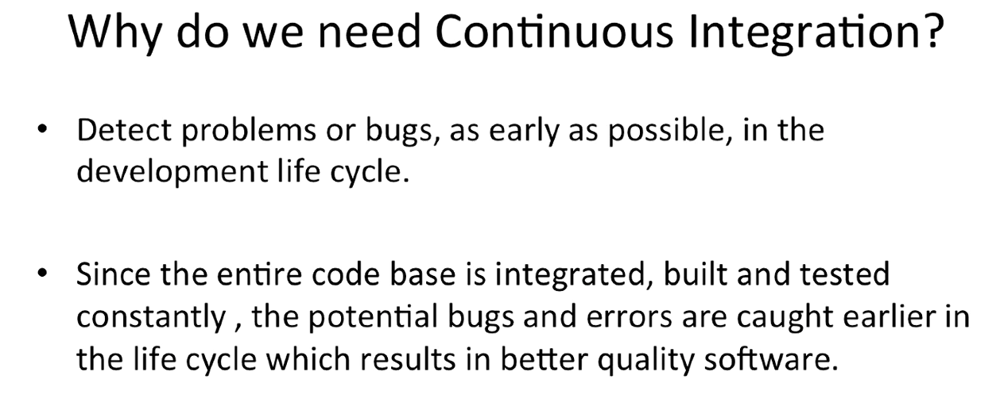 Why do we need Continuous Integration?
• Detect problems or bugs, as early as possible, in the
development life cycle.
• Since the entire code base is integrated, built and tested
constantly , the potential bugs and errors are caught earlier in
the life cycle which results in better quality software.